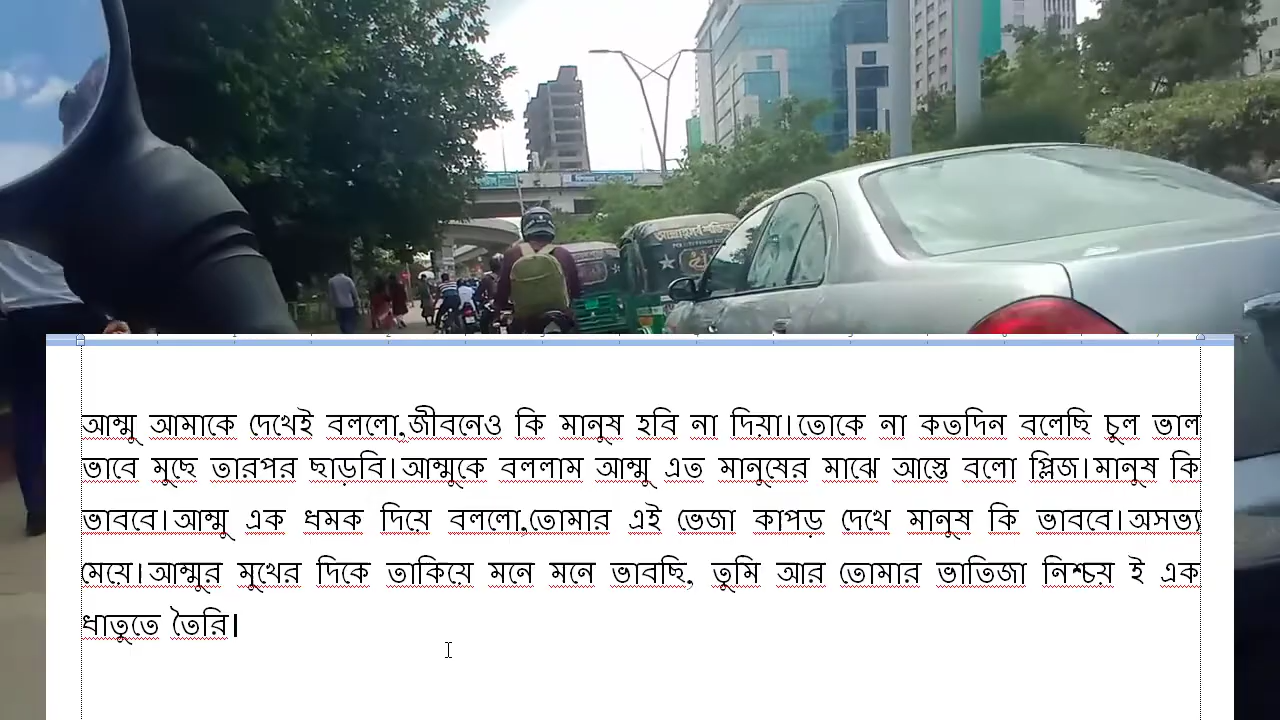 আম্মু আমাকে দেখেই বললো,জীবনেও কি মানুষ হবি না দিয়া।তোকে না কতদিন বলেছি চুল ভাল
ভাবে মুছে তারপর ছাড়বি।আম্মুকে বললাম আম্মু এত মানুষের মাঝে আস্তে বলো প্লিজ।মানুষ কি
ভাববে।আম্মু এক ধমক দিয়ে বললো,তোমার এই ভেজা কাপড় দেখে মানুষ কি ভাববে।অসভ্য
মেয়ে।আম্মুর মুখের দিকে তাকিয়ে মনে মনে ভাবছি, তুমি আর তোমার ভাতিজা নিশ্চয় ই এক
ধাতুতে তৈরি।